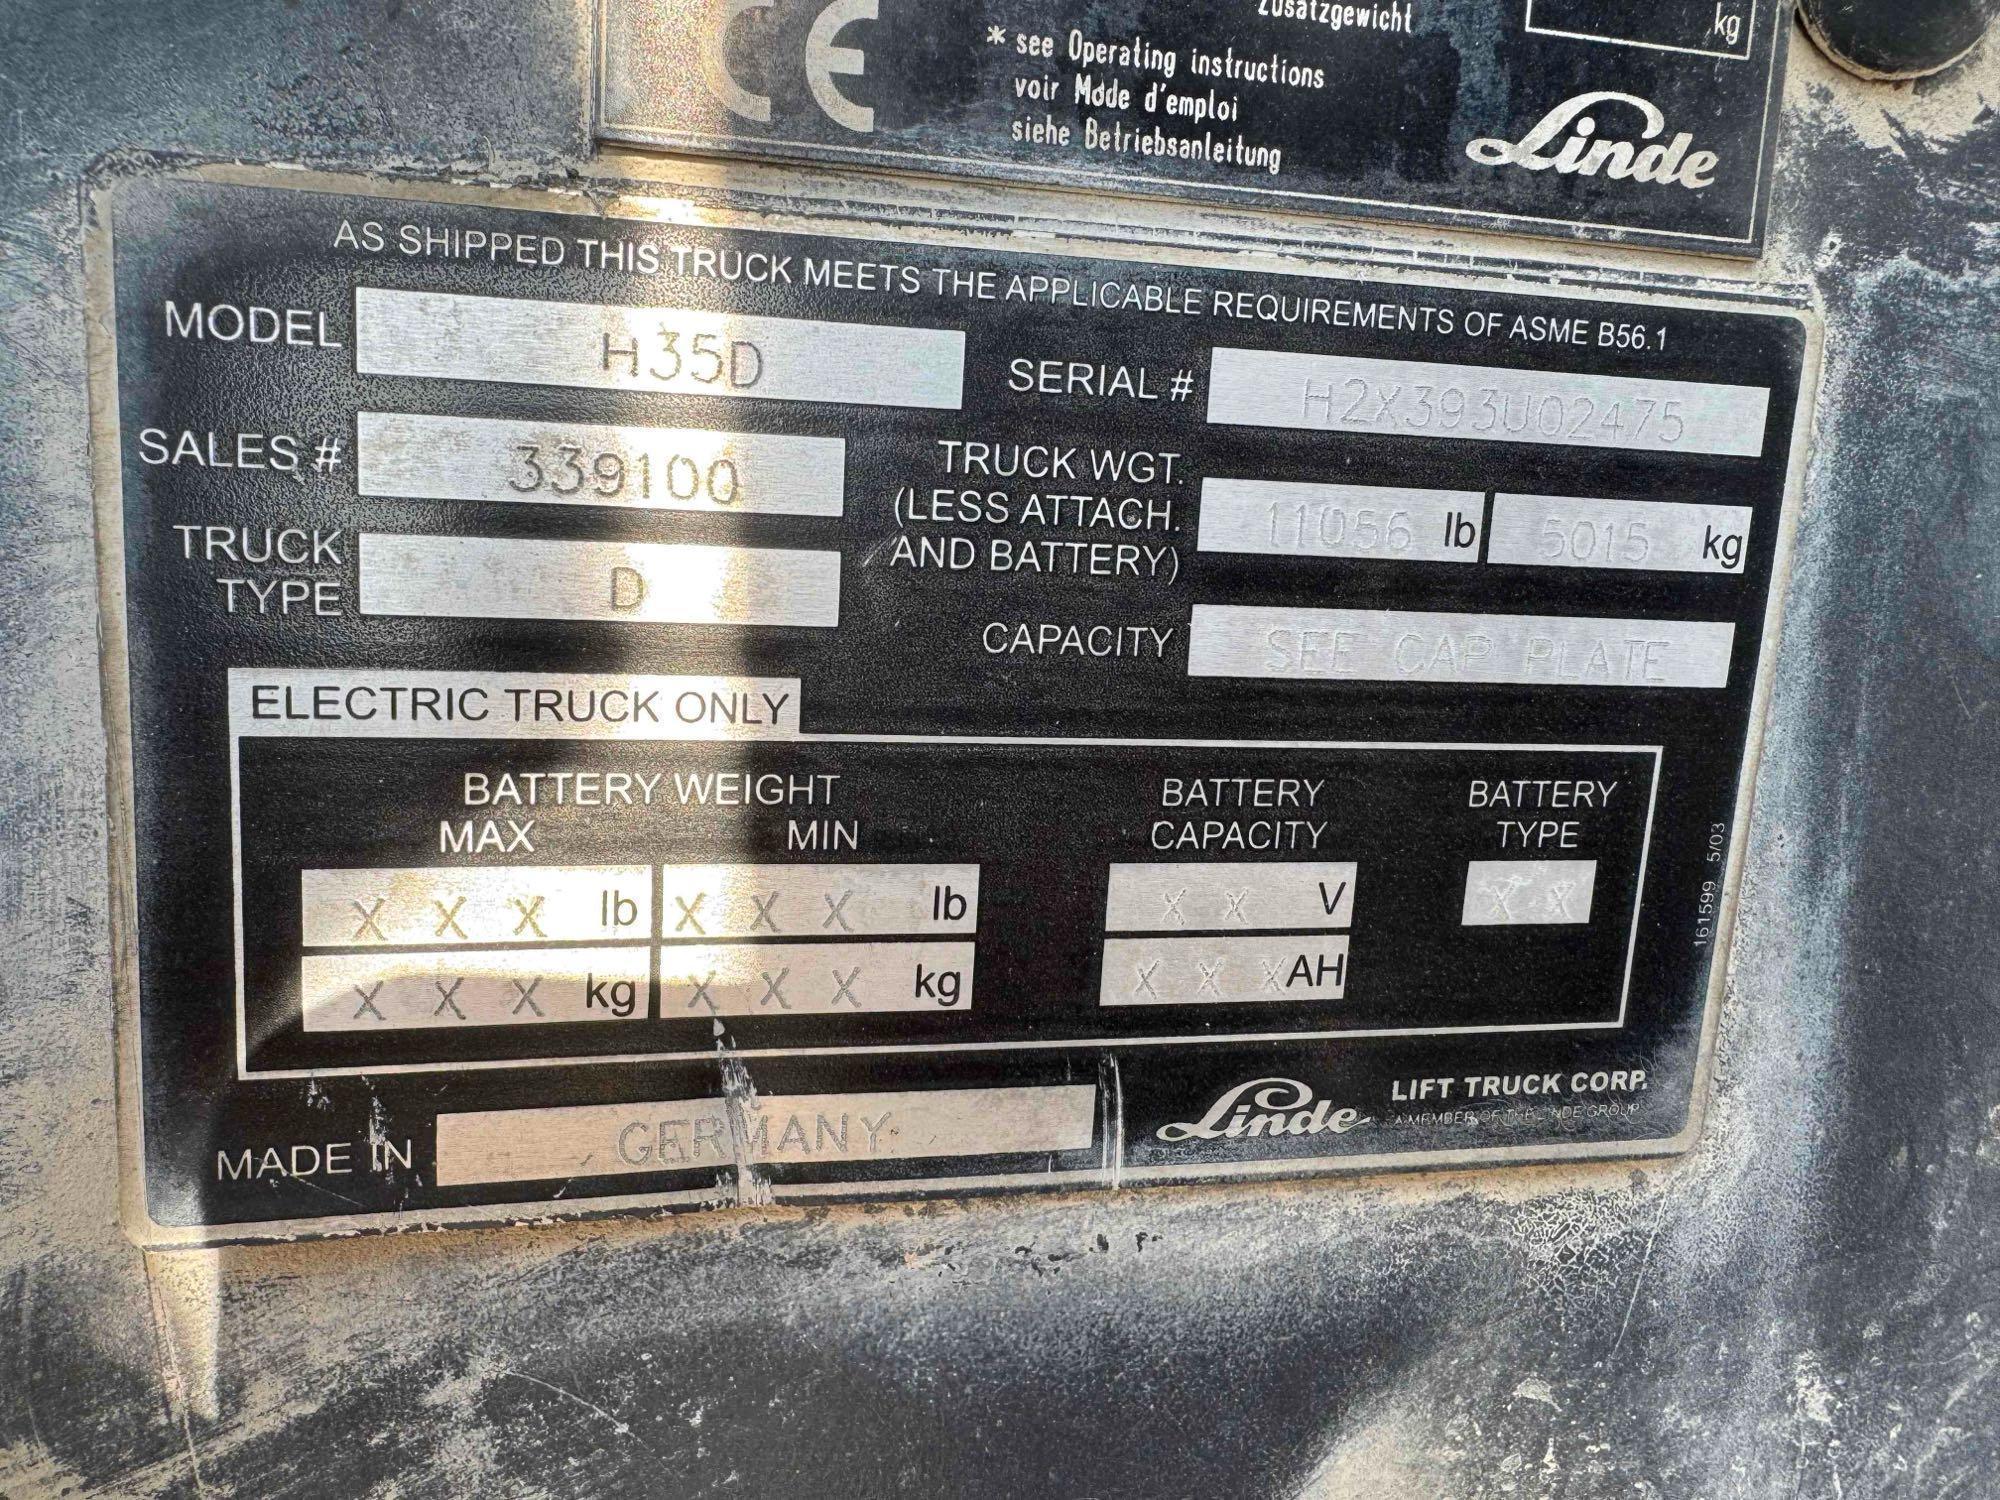 Zusatzgewicht
kg
* see Operating instructions
voir Mode d'emploi
siehe Betriebsanleitung
CE
Linde
AS SHIPPED THIS TRUCK MEETS THE APPLICABLE REQUIREMENTS OF ASME B56.1
MODEL H35D
SERIAL # H2X393U02475
SALES # 339100
TRUCK WGT.
(LESS ATTACH.
AND BATTERY)
11056 lb 5015 kg
TRUCK
TYPE
D
CAPACITY SEE CAP PLATE
ELECTRIC TRUCK ONLY
BATTERY WEIGHT
MAX MIN
BATTERY
CAPACITY
BATTERY
TYPE
X X X lb X X X lb X X V X X
X X X kg X X X kg X X X AH
161599 5/03
MADE IN GERMANY
Linde LIFT TRUCK CORP.
A MEMBER OF THE LINDE GROUP